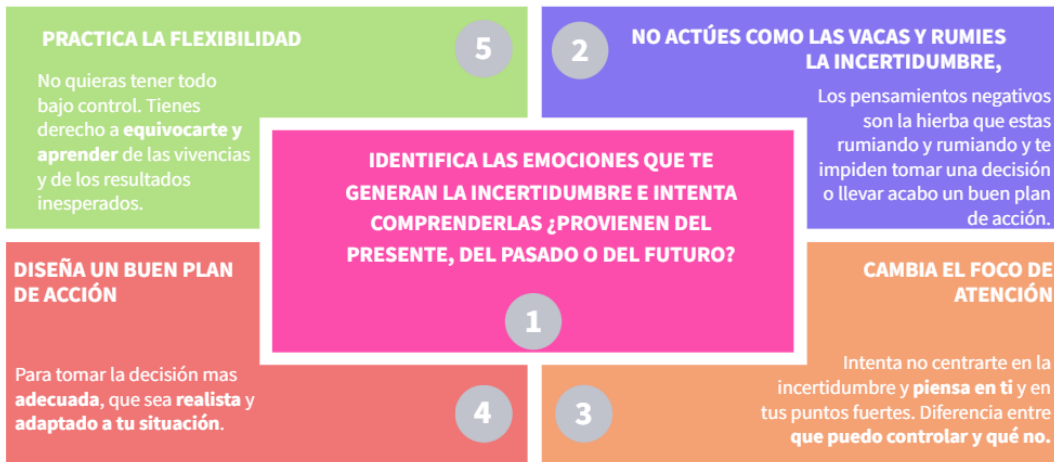 PRACTICA LA FLEXIBILIDAD
5
No quieras tener todo
bajo control. Tienes
derecho a equivocarte y
aprender de las vivencias
y de los resultados
inesperados.
2
NO ACTÚES COMO LAS VACAS Y RUMIES
LA INCERTIDUMBRE,
Los pensamientos negativos
son la hierba que estas
rumiando y rumiando y te
impiden tomar una decisión
o llevar acabo un buen plan
de acción.
IDENTIFICA LAS EMOCIONES QUE TE
GENERAN LA INCERTIDUMBRE E INTENTA
COMPRENDERLAS ¿PROVIENEN DEL
PRESENTE, DEL PASADO O DEL FUTURO?
1
DISEÑA UN BUEN PLAN
DE ACCIÓN
Para tomar la decisión mas
adecuada, que sea realista y
adaptado a tu situación.
4
CAMBIA EL FOCO DE
ATENCIÓN
3
Intenta no centrarte en la
incertidumbre y piensa en ti y en
tus puntos fuertes. Diferencia entre
que puedo controlar y qué no.